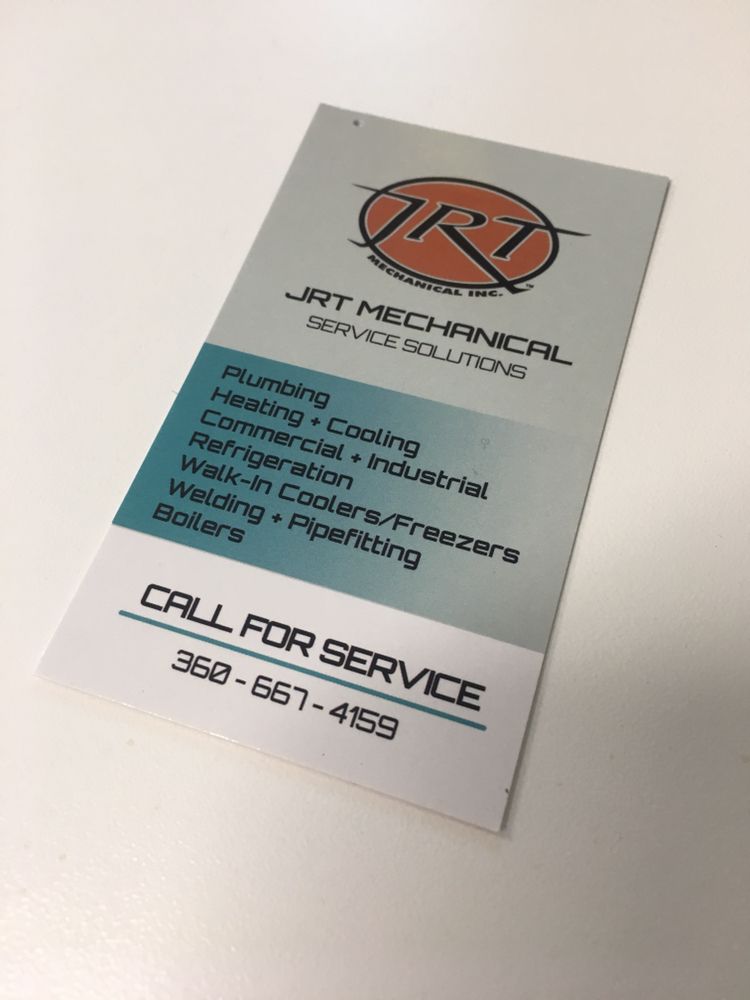 JRT
MECHANICAL INC.™
JRT MECHANICAL
SERVICE SOLUTIONS
Plumbing
Heating + Cooling
Commercial + Industrial
Refrigeration
Walk-In Coolers/Freezers
Welding + Pipefitting
Boilers
CALL FOR SERVICE
360-667-4159